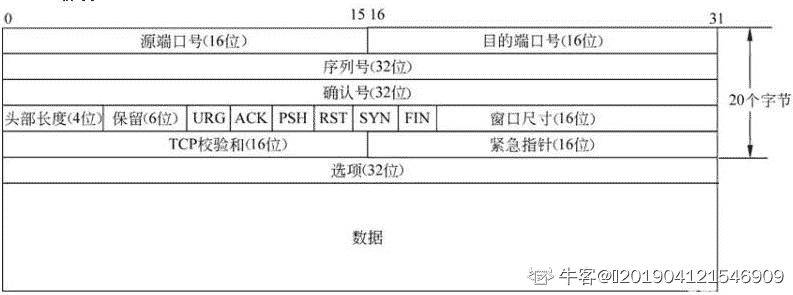 0 15 16 31
源端口号(16位) 目的端口号(16位)
序列号(32位)
确认号(32位)
20个字节
头部长度(4位) 保留(6位) URG ACK PSH RST SYN FIN 窗口尺寸(16位)
TCP校验和(16位) 紧急指针(16位)
选项(32位)
数据
牛客@201904121546909